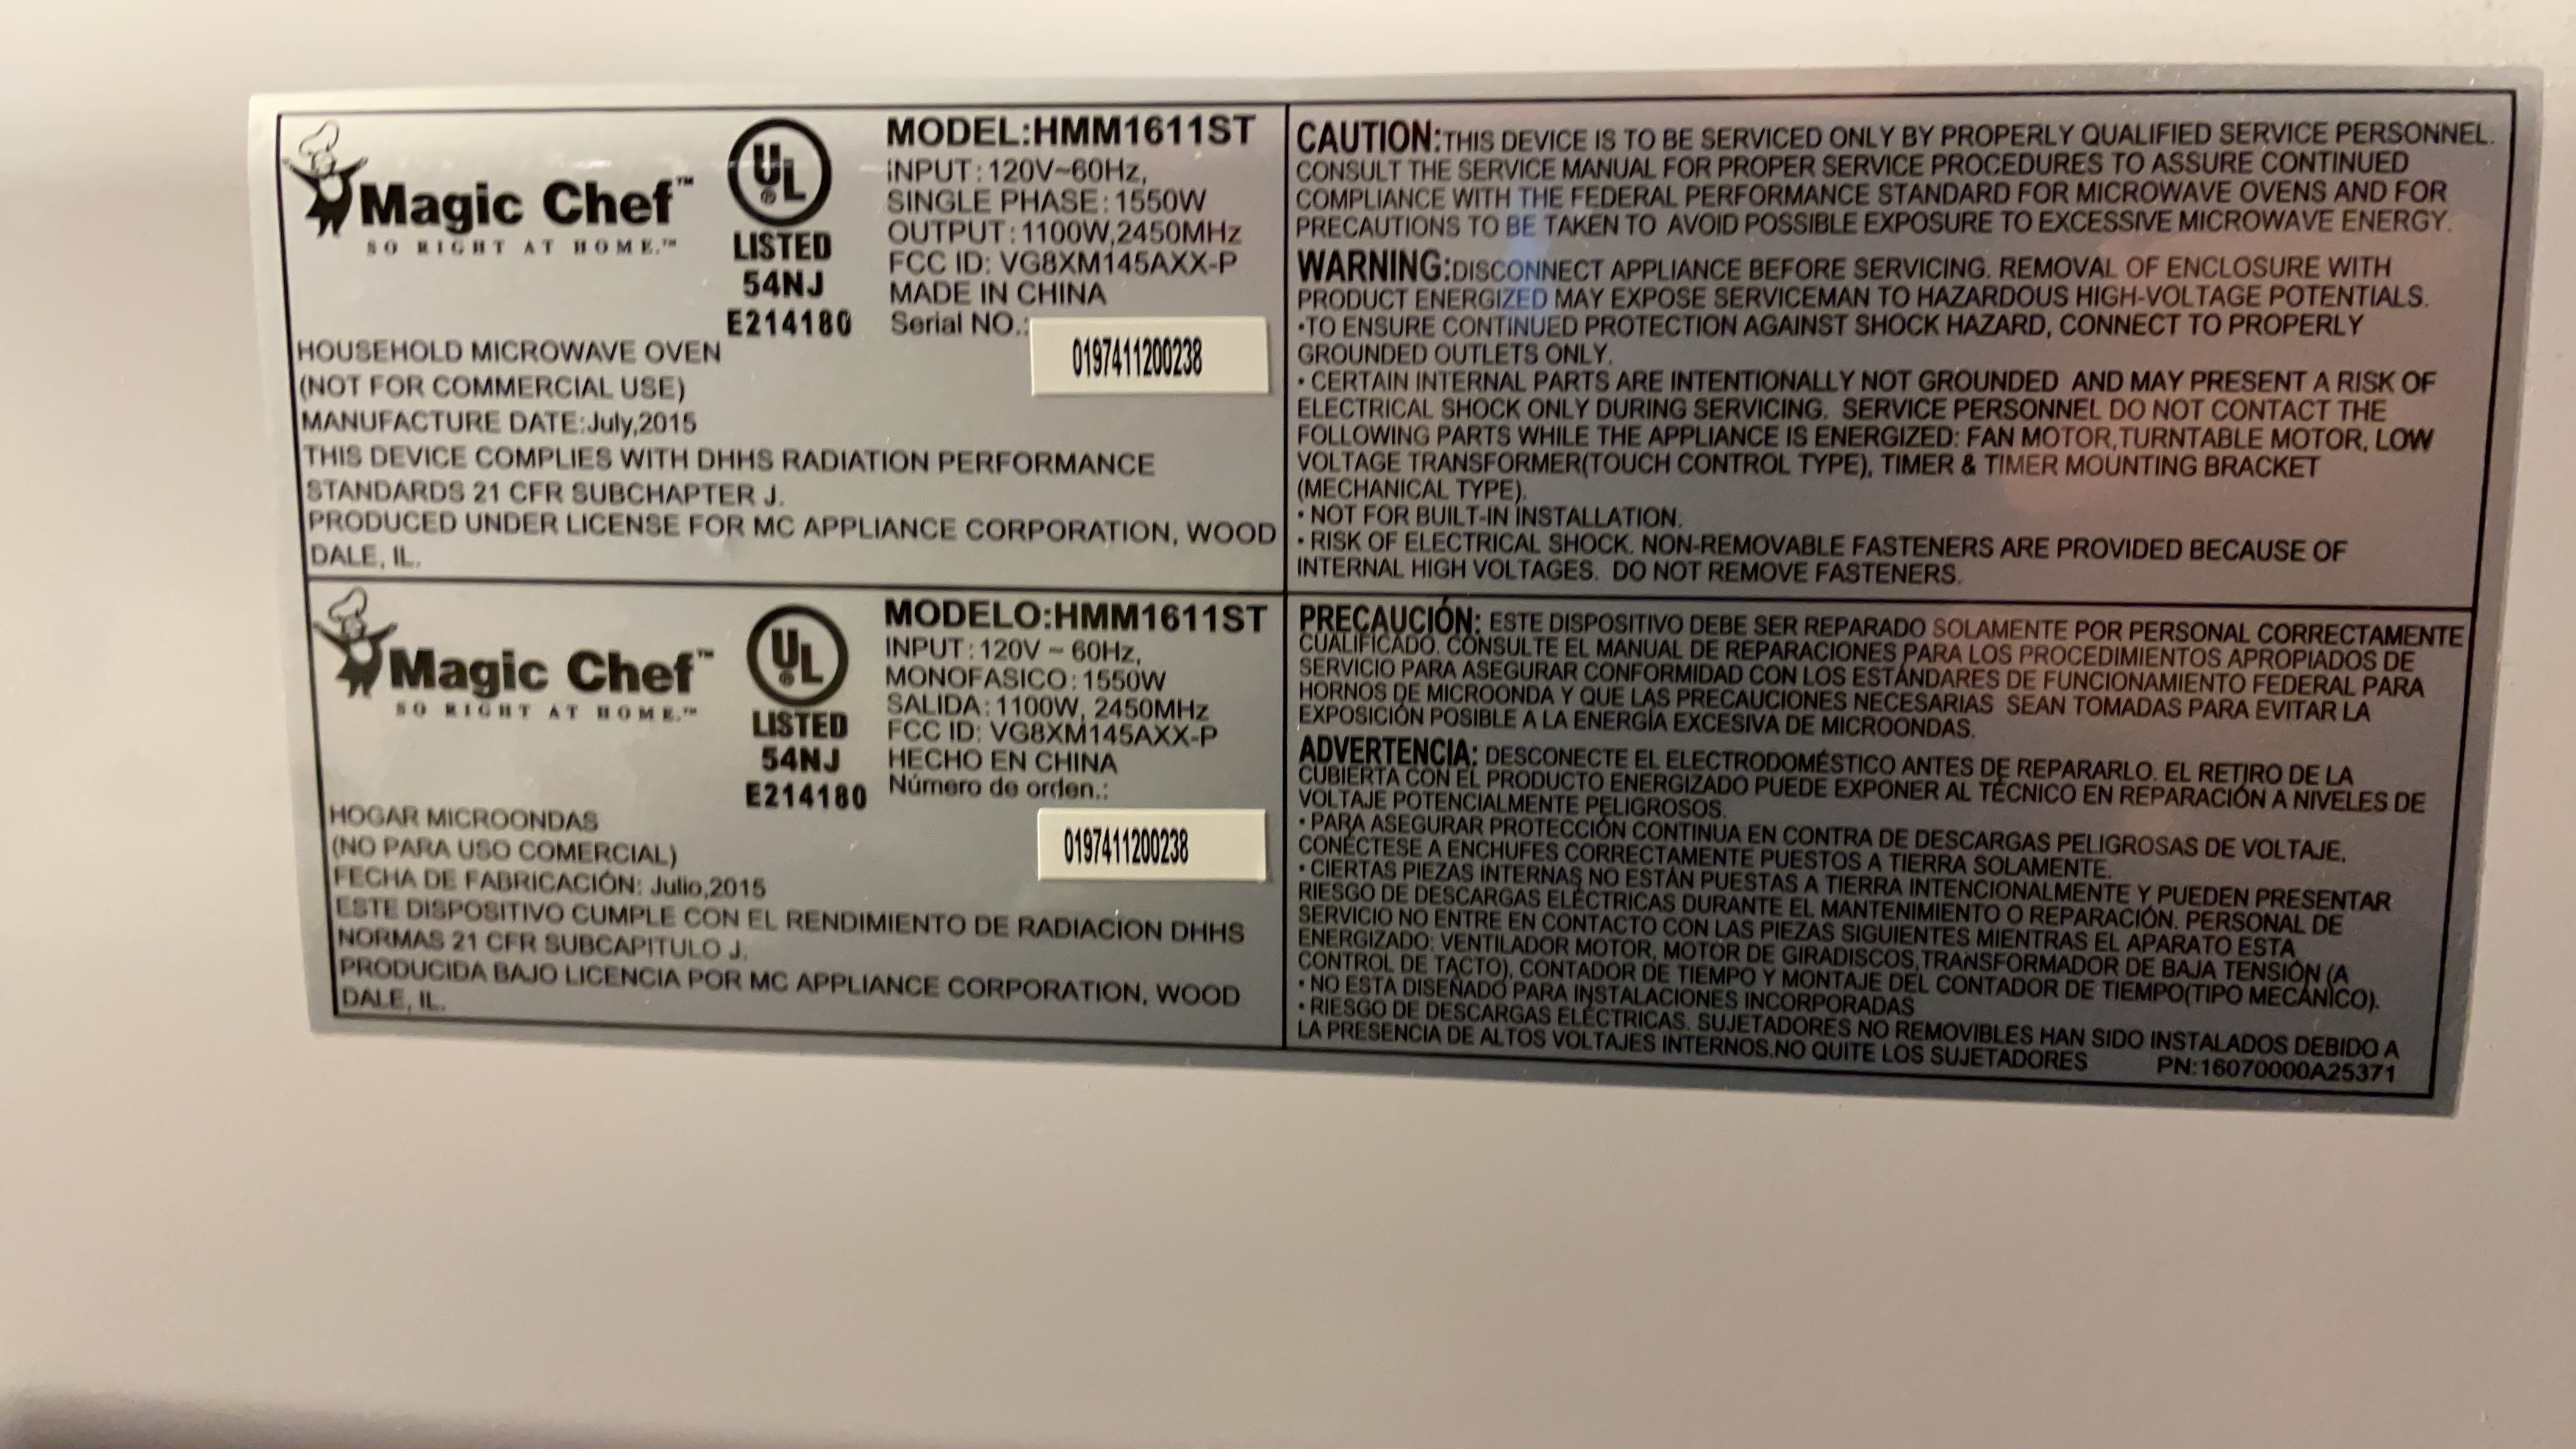 Magic Chef™
SO RIGHT AT HOME.™
UL
®
LISTED
54NJ
E214180
MODEL:HMM1611ST
INPUT:120V~60Hz,
SINGLE PHASE:1550W
OUTPUT:1100W,2450MHz
FCC ID: VG8XM145AXX-P
MADE IN CHINA
Serial NO.:
0197411200238
HOUSEHOLD MICROWAVE OVEN
(NOT FOR COMMERCIAL USE)
MANUFACTURE DATE:July,2015
THIS DEVICE COMPLIES WITH DHHS RADIATION PERFORMANCE
STANDARDS 21 CFR SUBCHAPTER J.
PRODUCED UNDER LICENSE FOR MC APPLIANCE CORPORATION, WOOD
DALE, IL.
CAUTION:THIS DEVICE IS TO BE SERVICED ONLY BY PROPERLY QUALIFIED SERVICE PERSONNEL.
CONSULT THE SERVICE MANUAL FOR PROPER SERVICE PROCEDURES TO ASSURE CONTINUED
COMPLIANCE WITH THE FEDERAL PERFORMANCE STANDARD FOR MICROWAVE OVENS AND FOR
PRECAUTIONS TO BE TAKEN TO AVOID POSSIBLE EXPOSURE TO EXCESSIVE MICROWAVE ENERGY.
WARNING:DISCONNECT APPLIANCE BEFORE SERVICING. REMOVAL OF ENCLOSURE WITH
PRODUCT ENERGIZED MAY EXPOSE SERVICEMAN TO HAZARDOUS HIGH-VOLTAGE POTENTIALS.
•TO ENSURE CONTINUED PROTECTION AGAINST SHOCK HAZARD, CONNECT TO PROPERLY
GROUNDED OUTLETS ONLY.
• CERTAIN INTERNAL PARTS ARE INTENTIONALLY NOT GROUNDED AND MAY PRESENT A RISK OF
ELECTRICAL SHOCK ONLY DURING SERVICING. SERVICE PERSONNEL DO NOT CONTACT THE
FOLLOWING PARTS WHILE THE APPLIANCE IS ENERGIZED: FAN MOTOR,TURNTABLE MOTOR, LOW
VOLTAGE TRANSFORMER(TOUCH CONTROL TYPE), TIMER & TIMER MOUNTING BRACKET
(MECHANICAL TYPE).
• NOT FOR BUILT-IN INSTALLATION.
• RISK OF ELECTRICAL SHOCK. NON-REMOVABLE FASTENERS ARE PROVIDED BECAUSE OF
INTERNAL HIGH VOLTAGES. DO NOT REMOVE FASTENERS.
Magic Chef™
SO RIGHT AT HOME.™
UL
®
LISTED
54NJ
E214180
MODELO:HMM1611ST
INPUT:120V ~ 60Hz,
MONOFASICO:1550W
SALIDA:1100W, 2450MHz
FCC ID: VG8XM145AXX-P
HECHO EN CHINA
Número de orden.:
0197411200238
HOGAR MICROONDAS
(NO PARA USO COMERCIAL)
FECHA DE FABRICACIÓN: Julio,2015
ESTE DISPOSITIVO CUMPLE CON EL RENDIMIENTO DE RADIACION DHHS
NORMAS 21 CFR SUBCAPITULO J.
PRODUCIDA BAJO LICENCIA POR MC APPLIANCE CORPORATION, WOOD
DALE, IL.
PRECAUCIÓN: ESTE DISPOSITIVO DEBE SER REPARADO SOLAMENTE POR PERSONAL CORRECTAMENTE
CUALIFICADO. CONSULTE EL MANUAL DE REPARACIONES PARA LOS PROCEDIMIENTOS APROPIADOS DE
SERVICIO PARA ASEGURAR CONFORMIDAD CON LOS ESTÁNDARES DE FUNCIONAMIENTO FEDERAL PARA
HORNOS DE MICROONDA Y QUE LAS PRECAUCIONES NECESARIAS SEAN TOMADAS PARA EVITAR LA
EXPOSICIÓN POSIBLE A LA ENERGÍA EXCESIVA DE MICROONDAS.
ADVERTENCIA: DESCONECTE EL ELECTRODOMÉSTICO ANTES DE REPARARLO. EL RETIRO DE LA
CUBIERTA CON EL PRODUCTO ENERGIZADO PUEDE EXPONER AL TÉCNICO EN REPARACIÓN A NIVELES DE
VOLTAJE POTENCIALMENTE PELIGROSOS.
• PARA ASEGURAR PROTECCIÓN CONTINUA EN CONTRA DE DESCARGAS PELIGROSAS DE VOLTAJE,
CONÉCTESE A ENCHUFES CORRECTAMENTE PUESTOS A TIERRA SOLAMENTE.
• CIERTAS PIEZAS INTERNAS NO ESTÁN PUESTAS A TIERRA INTENCIONALMENTE Y PUEDEN PRESENTAR
RIESGO DE DESCARGAS ELÉCTRICAS DURANTE EL MANTENIMIENTO O REPARACIÓN. PERSONAL DE
SERVICIO NO ENTRE EN CONTACTO CON LAS PIEZAS SIGUIENTES MIENTRAS EL APARATO ESTA
ENERGIZADO: VENTILADOR MOTOR, MOTOR DE GIRADISCOS,TRANSFORMADOR DE BAJA TENSIÓN (A
CONTROL DE TACTO), CONTADOR DE TIEMPO Y MONTAJE DEL CONTADOR DE TIEMPO(TIPO MECÁNICO).
• NO ESTA DISEÑADO PARA INSTALACIONES INCORPORADAS
• RIESGO DE DESCARGAS ELÉCTRICAS. SUJETADORES NO REMOVIBLES HAN SIDO INSTALADOS DEBIDO A
LA PRESENCIA DE ALTOS VOLTAJES INTERNOS.NO QUITE LOS SUJETADORES
PN:16070000A25371